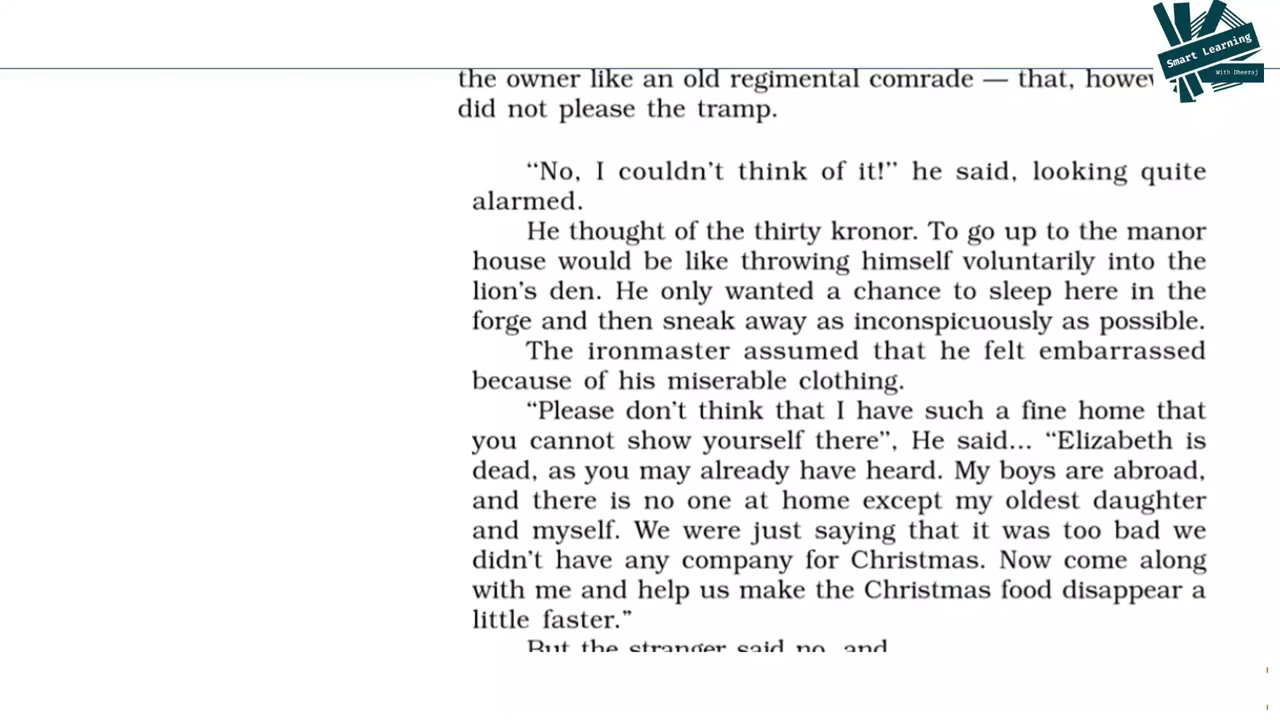 Smart Learning
With Dheeraj
the owner like an old regimental comrade — that,
did not please the tramp.
“No, I couldn’t think of it!” he said, looking quite
alarmed.
He thought of the thirty kronor. To go up to the manor
house would be like throwing himself voluntarily into the
lion’s den. He only wanted a chance to sleep here in the
forge and then sneak away as inconspicuously as possible.
The ironmaster assumed that he felt embarrassed
because of his miserable clothing.
“Please don’t think that I have such a fine home that
you cannot show yourself there”, He said... “Elizabeth is
dead, as you may already have heard. My boys are abroad,
and there is no one at home except my oldest daughter
and myself. We were just saying that it was too bad we
didn’t have any company for Christmas. Now come along
with me and help us make the Christmas food disappear a
little faster.”
But the stranger said no, and